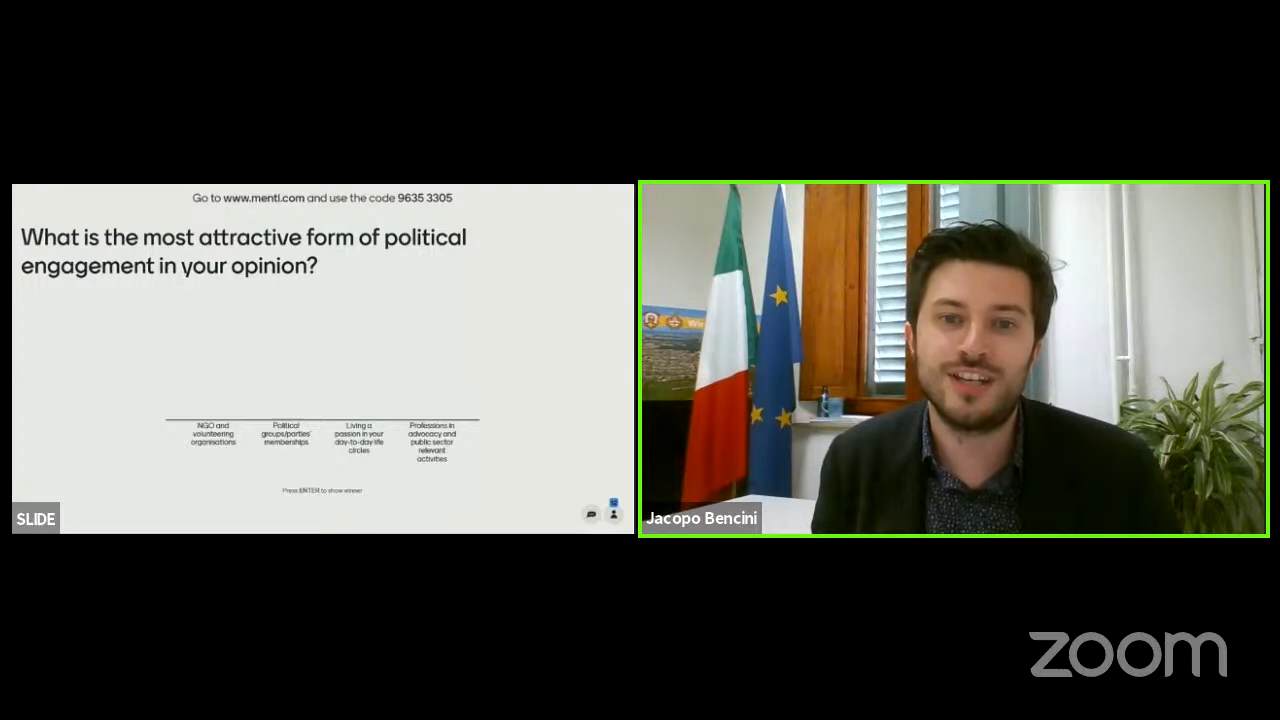 Go to www.menti.com and use the code 9635 3305
What is the most attractive form of political
engagement in your opinion?
NGO and
volunteering
organisations
Political
groups/parties'
memberships
Living a
passion in your
day-to-day life
circles
Professions in
advocacy and
public sector
relevant
activities
Press ENTER to show winner
SLIDE
Jacopo Bencini
zoom